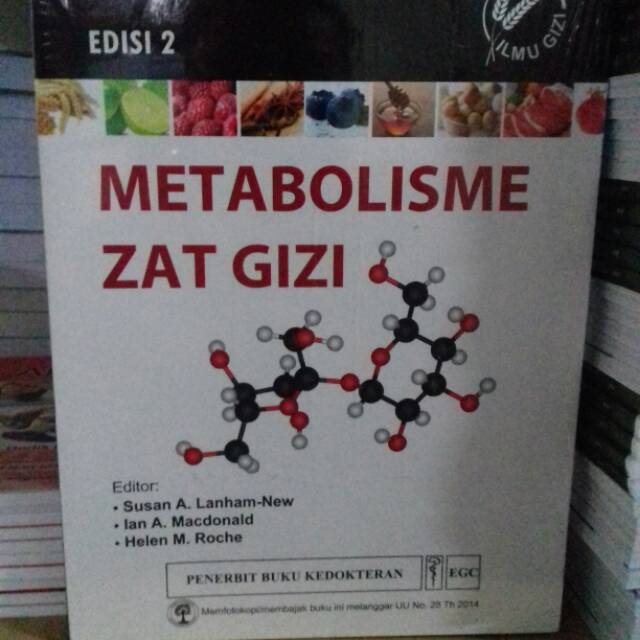 EDISI 2
ILMU GIZI
METABOLISME
ZAT GIZI
Editor:
• Susan A. Lanham-New
• Ian A. Macdonald
• Helen M. Roche
PENERBIT BUKU KEDOKTERAN EGC
Memfotokopi/membajak buku ini melanggar UU No. 28 Th 2014